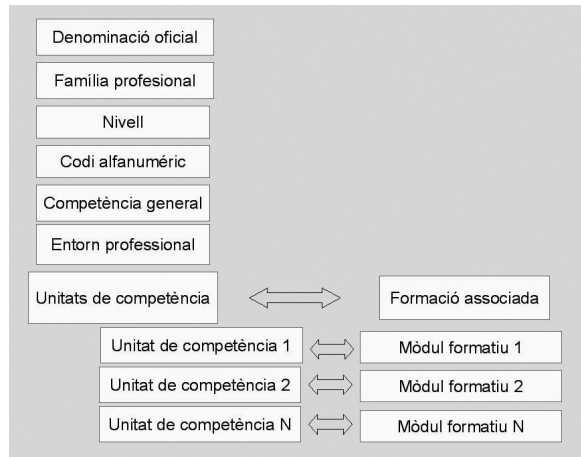 Denominació oficial
Família profesional
Nivell
Codi alfanuméric
Competència general
Entorn professional
Unitats de competència
Formació associada
Unitat de competència 1
Mòdul formatiu 1
Unitat de competència 2
Mòdul formatiu 2
Unitat de competència N
Mòdul formatiu N